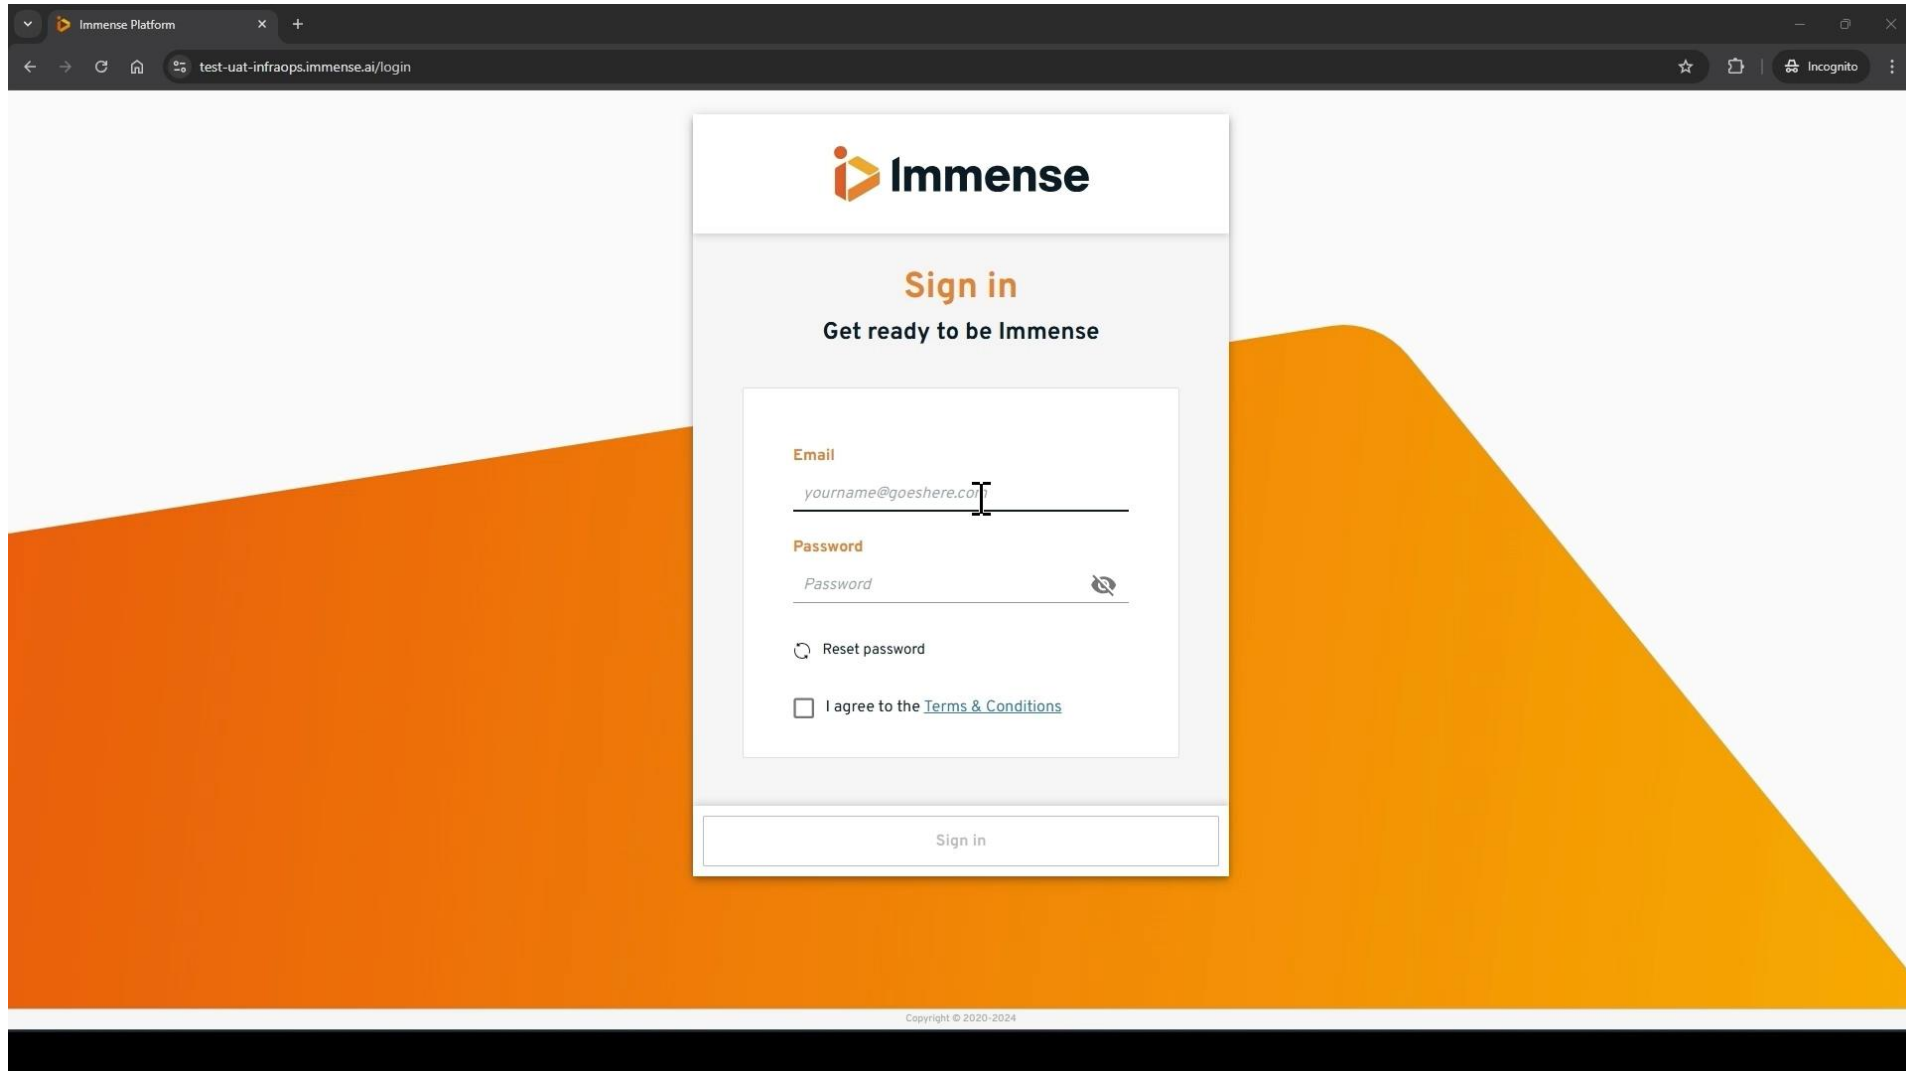 Immense Platform
test-uat-infraops.immense.ai/login
Incognito
Immense
Sign in
Get ready to be Immense
Email
yourname@goeshere.com
Password
Password
Reset password
I agree to the Terms & Conditions
Sign in
Copyright © 2020-2024